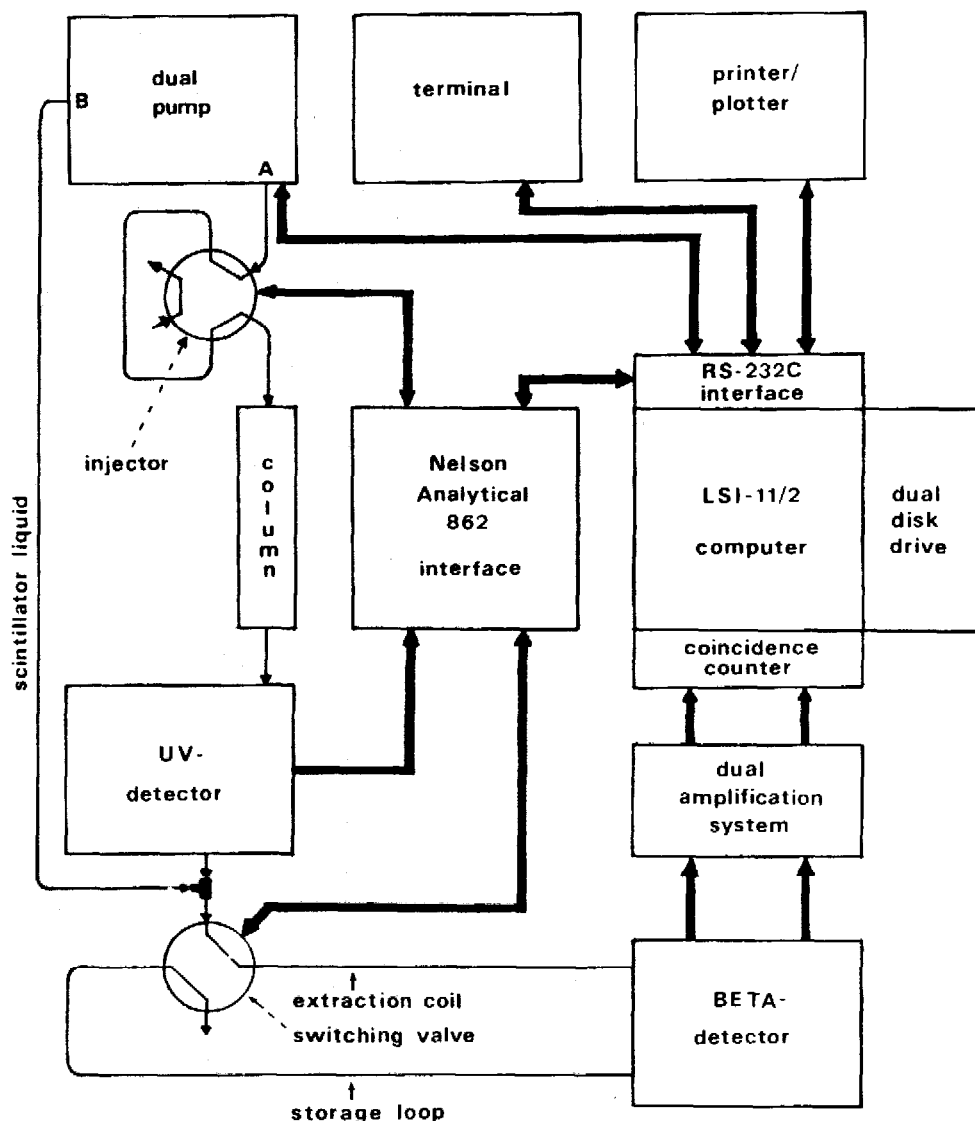 dual
pump
B
A
terminal
printer/
plotter
injector
column
scintillator liquid
Nelson
Analytical
862
interface
RS-232C
interface
LSI-11/2
computer
dual
disk
drive
coincidence
counter
UV-
detector
dual
amplification
system
extraction coil
switching valve
BETA-
detector
storage loop